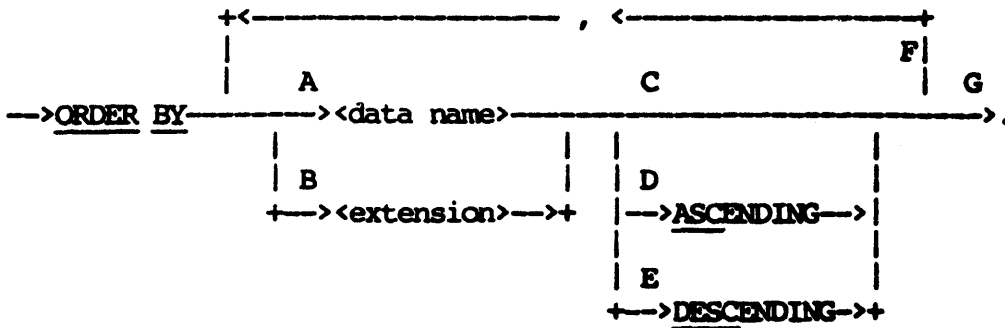 +<------------------- , <-------------------+
F|
A C G
-->ORDER BY-------->< data name>---------------------------->.
B D
+--><extension>-->+ |-->ASCENDING-->|
E
+-->DESCENDING->+